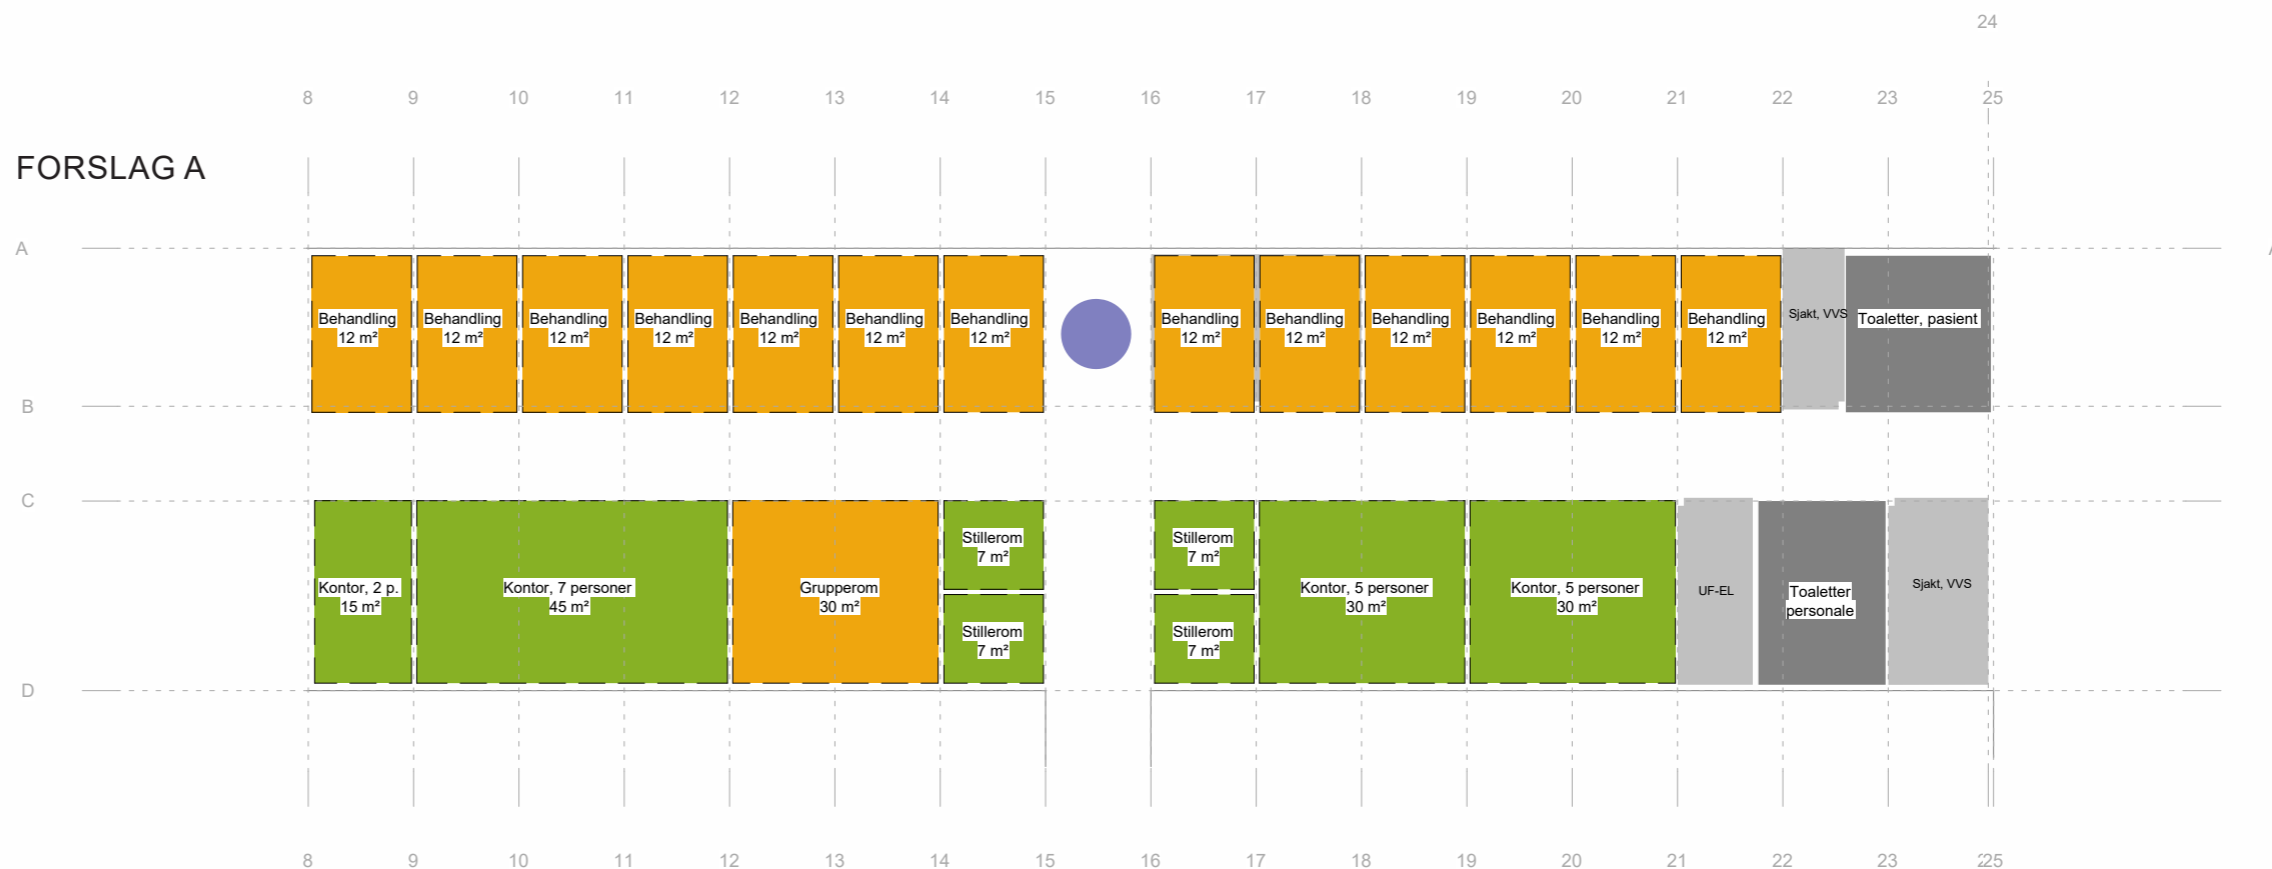 24
8 9 10 11 12 13 14 15 16 17 18 19 20 21 22 23 25
FORSLAG A
A
Behandling 12 m²
Behandling 12 m²
Behandling 12 m²
Behandling 12 m²
Behandling 12 m²
Behandling 12 m²
Behandling 12 m²
Behandling 12 m²
Behandling 12 m²
Behandling 12 m²
Behandling 12 m²
Behandling 12 m²
Behandling 12 m²
Sjakt, VVS
Toaletter, pasient
B
C
Kontor, 2 p.
15 m²
Kontor, 7 personer
45 m²
Grupperom
30 m²
Stillerom
7 m²
Stillerom
7 m²
Stillerom
7 m²
Stillerom
7 m²
Kontor, 5 personer
30 m²
Kontor, 5 personer
30 m²
UF-EL
Toaletter
personale
Sjakt, VVS
D
8 9 10 11 12 13 14 15 16 17 18 19 20 21 22 23 25